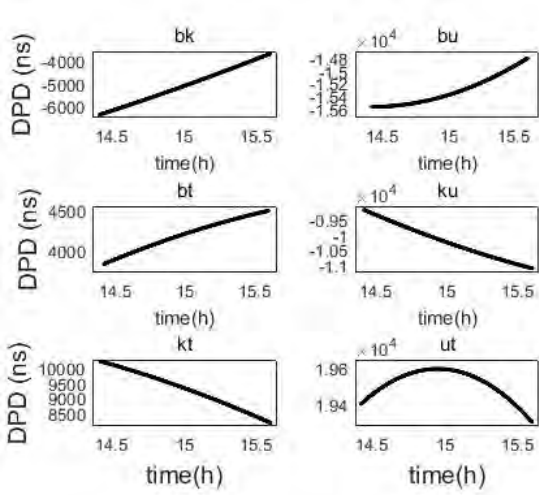 bk
DPD (ns)
-4000
-5000
-6000
14.5 15 15.5
time(h)
bu
×10⁴
-1.48
-1.5
-1.52
-1.54
-1.56
14.5 15 15.5
time(h)
bt
DPD (ns)
4500
4000
14.5 15 15.5
time(h)
ku
×10⁴
-0.95
-1
-1.05
-1.1
14.5 15 15.5
time(h)
kt
DPD (ns)
10000
9500
9000
8500
14.5 15 15.5
time(h)
ut
×10⁴
1.96
1.94
14.5 15 15.5
time(h)